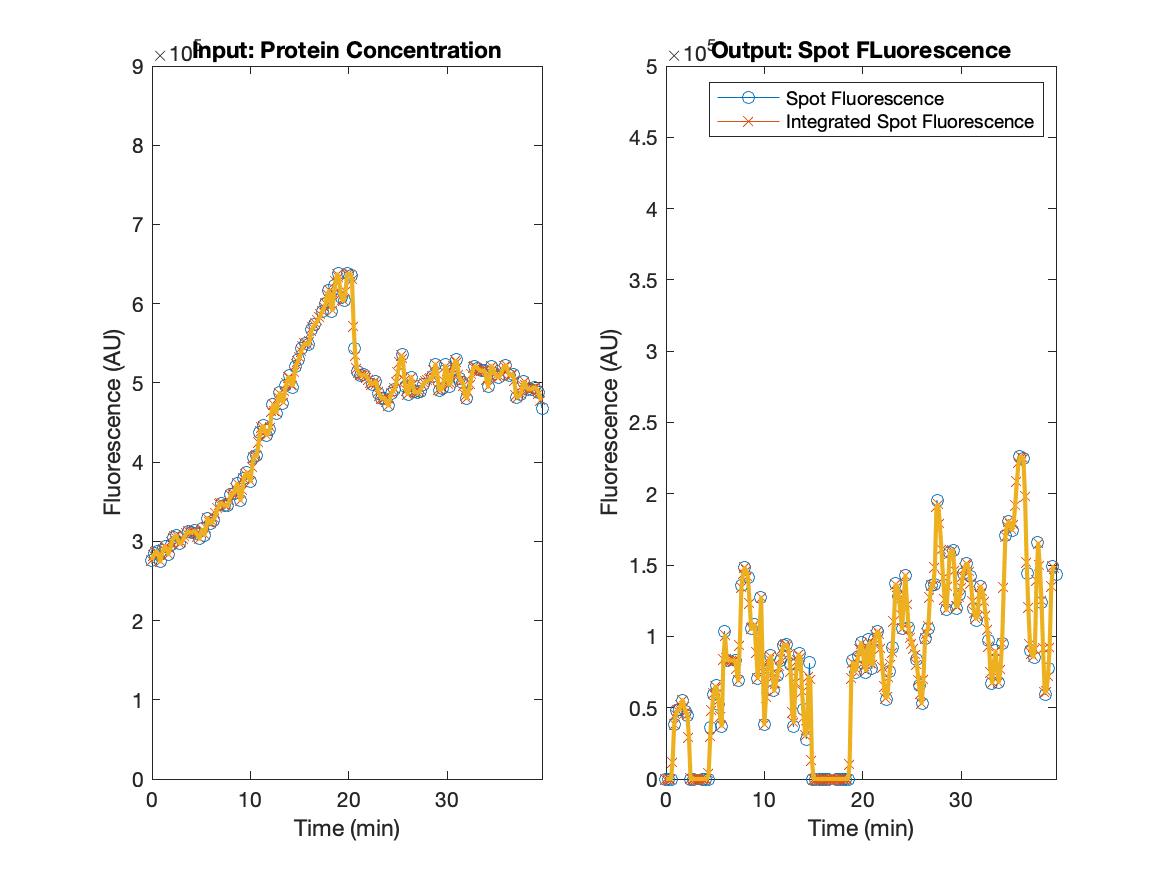 ×10⁵
Input: Protein Concentration
9
8
7
6
5
4
3
2
1
0
Fluorescence (AU)
0 10 20 30
Time (min)
×10⁵
Output: Spot FLuorescence
Spot Fluorescence
Integrated Spot Fluorescence
5
4.5
4
3.5
3
2.5
2
1.5
1
0.5
0
Fluorescence (AU)
0 10 20 30
Time (min)